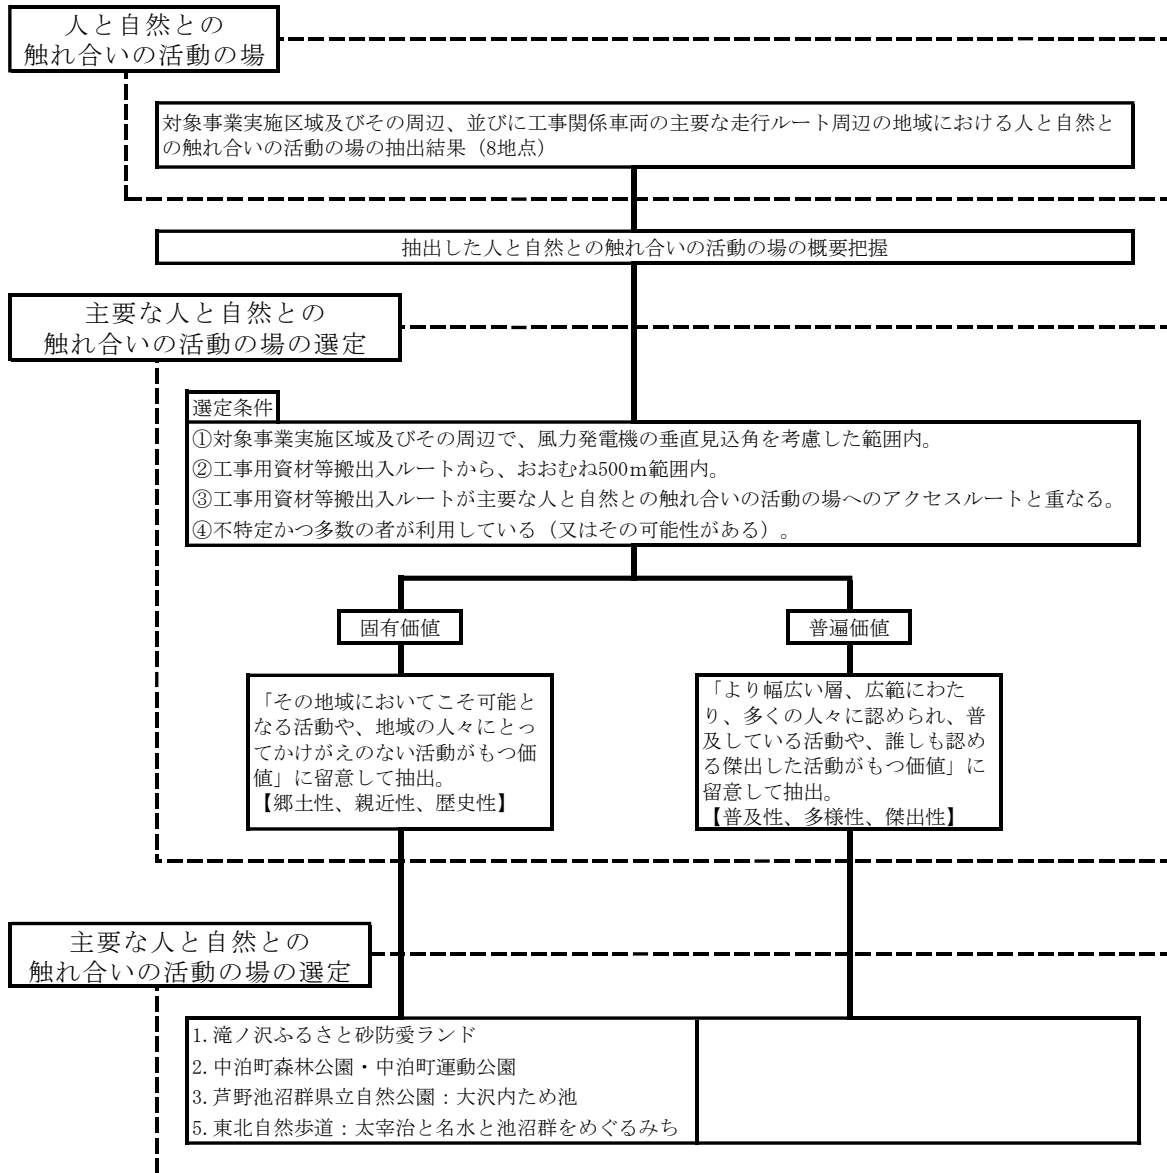 人と自然との
触れ合いの活動の場
対象事業実施区域及びその周辺、並びに工事関係車両の主要な走行ルート周辺の地域における人と自然と
の触れ合いの活動の場の抽出結果（8地点）
抽出した人と自然との触れ合いの活動の場の概要把握
主要な人と自然との
触れ合いの活動の場の選定
選定条件
①対象事業実施区域及びその周辺で、風力発電機の垂直見込角を考慮した範囲内。
②工事用資材等搬出入ルートから、おおむね500m範囲内。
③工事用資材等搬出入ルートが主要な人と自然との触れ合いの活動の場へのアクセスルートと重なる。
④不特定かつ多数の者が利用している（又はその可能性がある）。
固有価値
「その地域においてこそ可能と
なる活動や、地域の人々にとっ
てかけがえのない活動がもつ価
値」に留意して抽出。
【郷土性、親近性、歴史性】
普遍価値
「より幅広い層、広範にわた
り、多くの人々に認められ、普
及している活動や、誰しも認め
る傑出した活動がもつ価値」に
留意して抽出。
【普及性、多様性、傑出性】
主要な人と自然との
触れ合いの活動の場の選定
1.滝ノ沢ふるさと砂防愛ランド
2.中泊町森林公園・中泊町運動公園
3.芦野池沼群県立自然公園：大沢内ため池
5.東北自然歩道：太宰治と名水と池沼群をめぐるみち